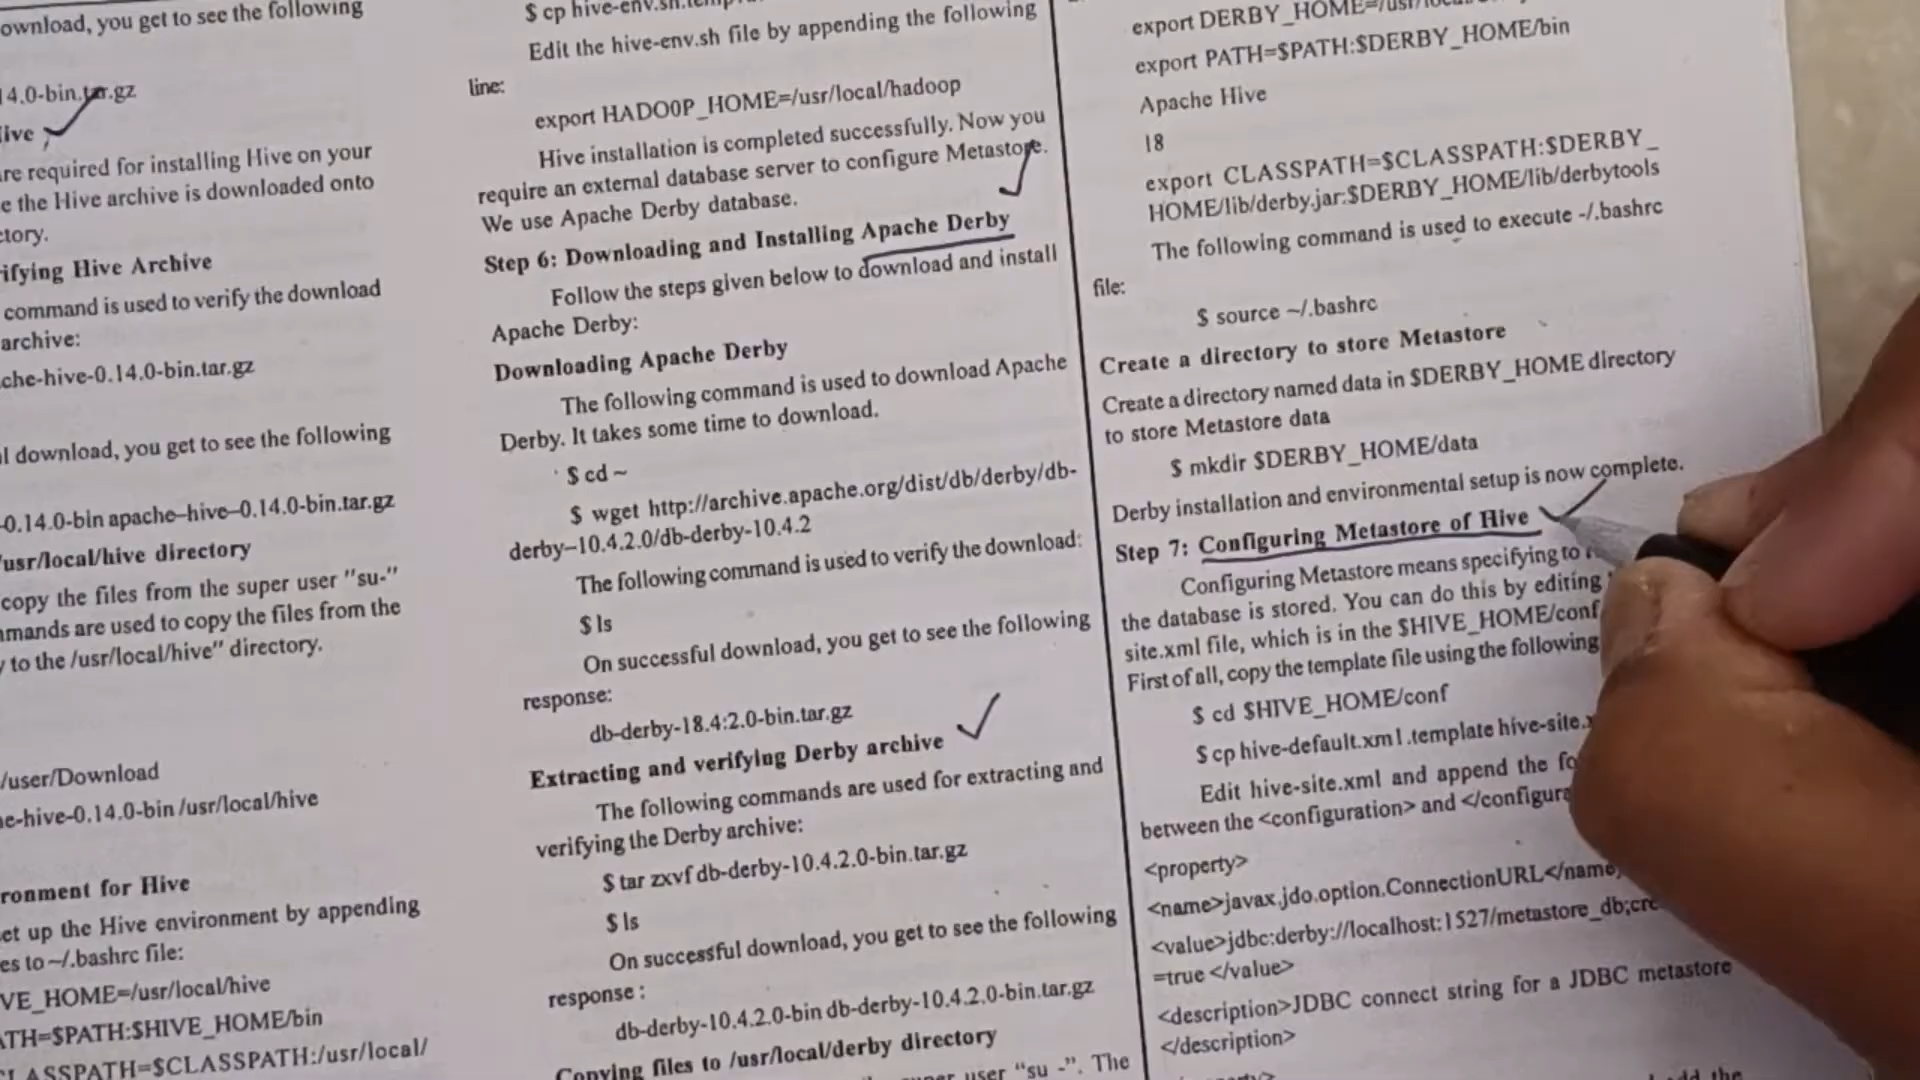 ownload, you get to see the following
14.0-bin.tar.gz
are required for installing Hive on your
e the Hive archive is downloaded onto
ctory.
rifying Hive Archive
command is used to verify the download
archive:
che-hive-0.14.0-bin.tar.gz
l download, you get to see the following
-0.14.0-bin apache–hive–0.14.0-bin.tar.gz
/usr/local/hive directory
copy the files from the super user "su-"
mmands are used to copy the files from the
y to the /usr/local/hive" directory.
/user/Download
he-hive-0.14.0-bin /usr/local/hive
ronment for Hive
et up the Hive environment by appending
es to ~/.bashrc file:
VE_HOME=/usr/local/hive
ATH=$PATH:$HIVE_HOME/bin
CLASSPATH=$CLASSPATH:/usr/local/
$ cp
Edit the hive-env.sh file by appending the following
line:
export HADO0P_HOME=/usr/local/hadoop
Hive installation is completed successfully. Now you
require an external database server to configure Metastore.
We use Apache Derby database.
Step 6: Downloading and Installing Apache Derby
Follow the steps given below to download and install
Apache Derby:
Downloading Apache Derby
The following command is used to download Apache
Derby. It takes some time to download.
$ cd ~
$ wget http://archive.apache.org/dist/db/derby/db-
derby–10.4.2.0/db-derby-10.4.2
The following command is used to verify the download:
$ ls
On successful download, you get to see the following
response:
db-derby-18.4:2.0-bin.tar.gz
Extracting and verifylng Derby archive
The following commands are used for extracting and
verifying the Derby archive:
$ tar zxvf db-derby-10.4.2.0-bin.tar.gz
$ ls
On successful download, you get to see the following
response :
db-derby-10.4.2.0-bin db-derby-10.4.2.0-bin.tar.gz
Copying files to /usr/local/derby directory
user "su -". The
export
export PATH=$PATH:$DERBY_HOME/bin
Apache Hive
18
export CLASSPATH=$CLASSPATH:$DERBY_
HOME/lib/derby.jar:$DERBY_HOME/lib/derbytools
The following command is used to execute -/.bashrc
file:
$ source ~/.bashrc
Create a directory to store Metastore
Create a directory named data in $DERBY_HOME directory
to store Metastore data
$ mkdir $DERBY_HOME/data
Derby installation and environmental setup is now complete.
Step 7: Configuring Metastore of Hive
Configuring Metastore means specifying to
the database is stored. You can do this by editing
site.xml file, which is in the $HIVE_HOME/conf
First of all, copy the template file using the following
$ cd $HIVE_HOME/conf
$ cp hive-default.xm1.template hive-site.x
Edit hive-site.xml and append the
between the <configuration> and
<property>
<name>javax.jdo.option.ConnectionURL</name>
<value>jdbc:derby://localhost:1527/metastore_db;cre
=true </value>
<description>JDBC connect string for a JDBC metastore
</description>
the